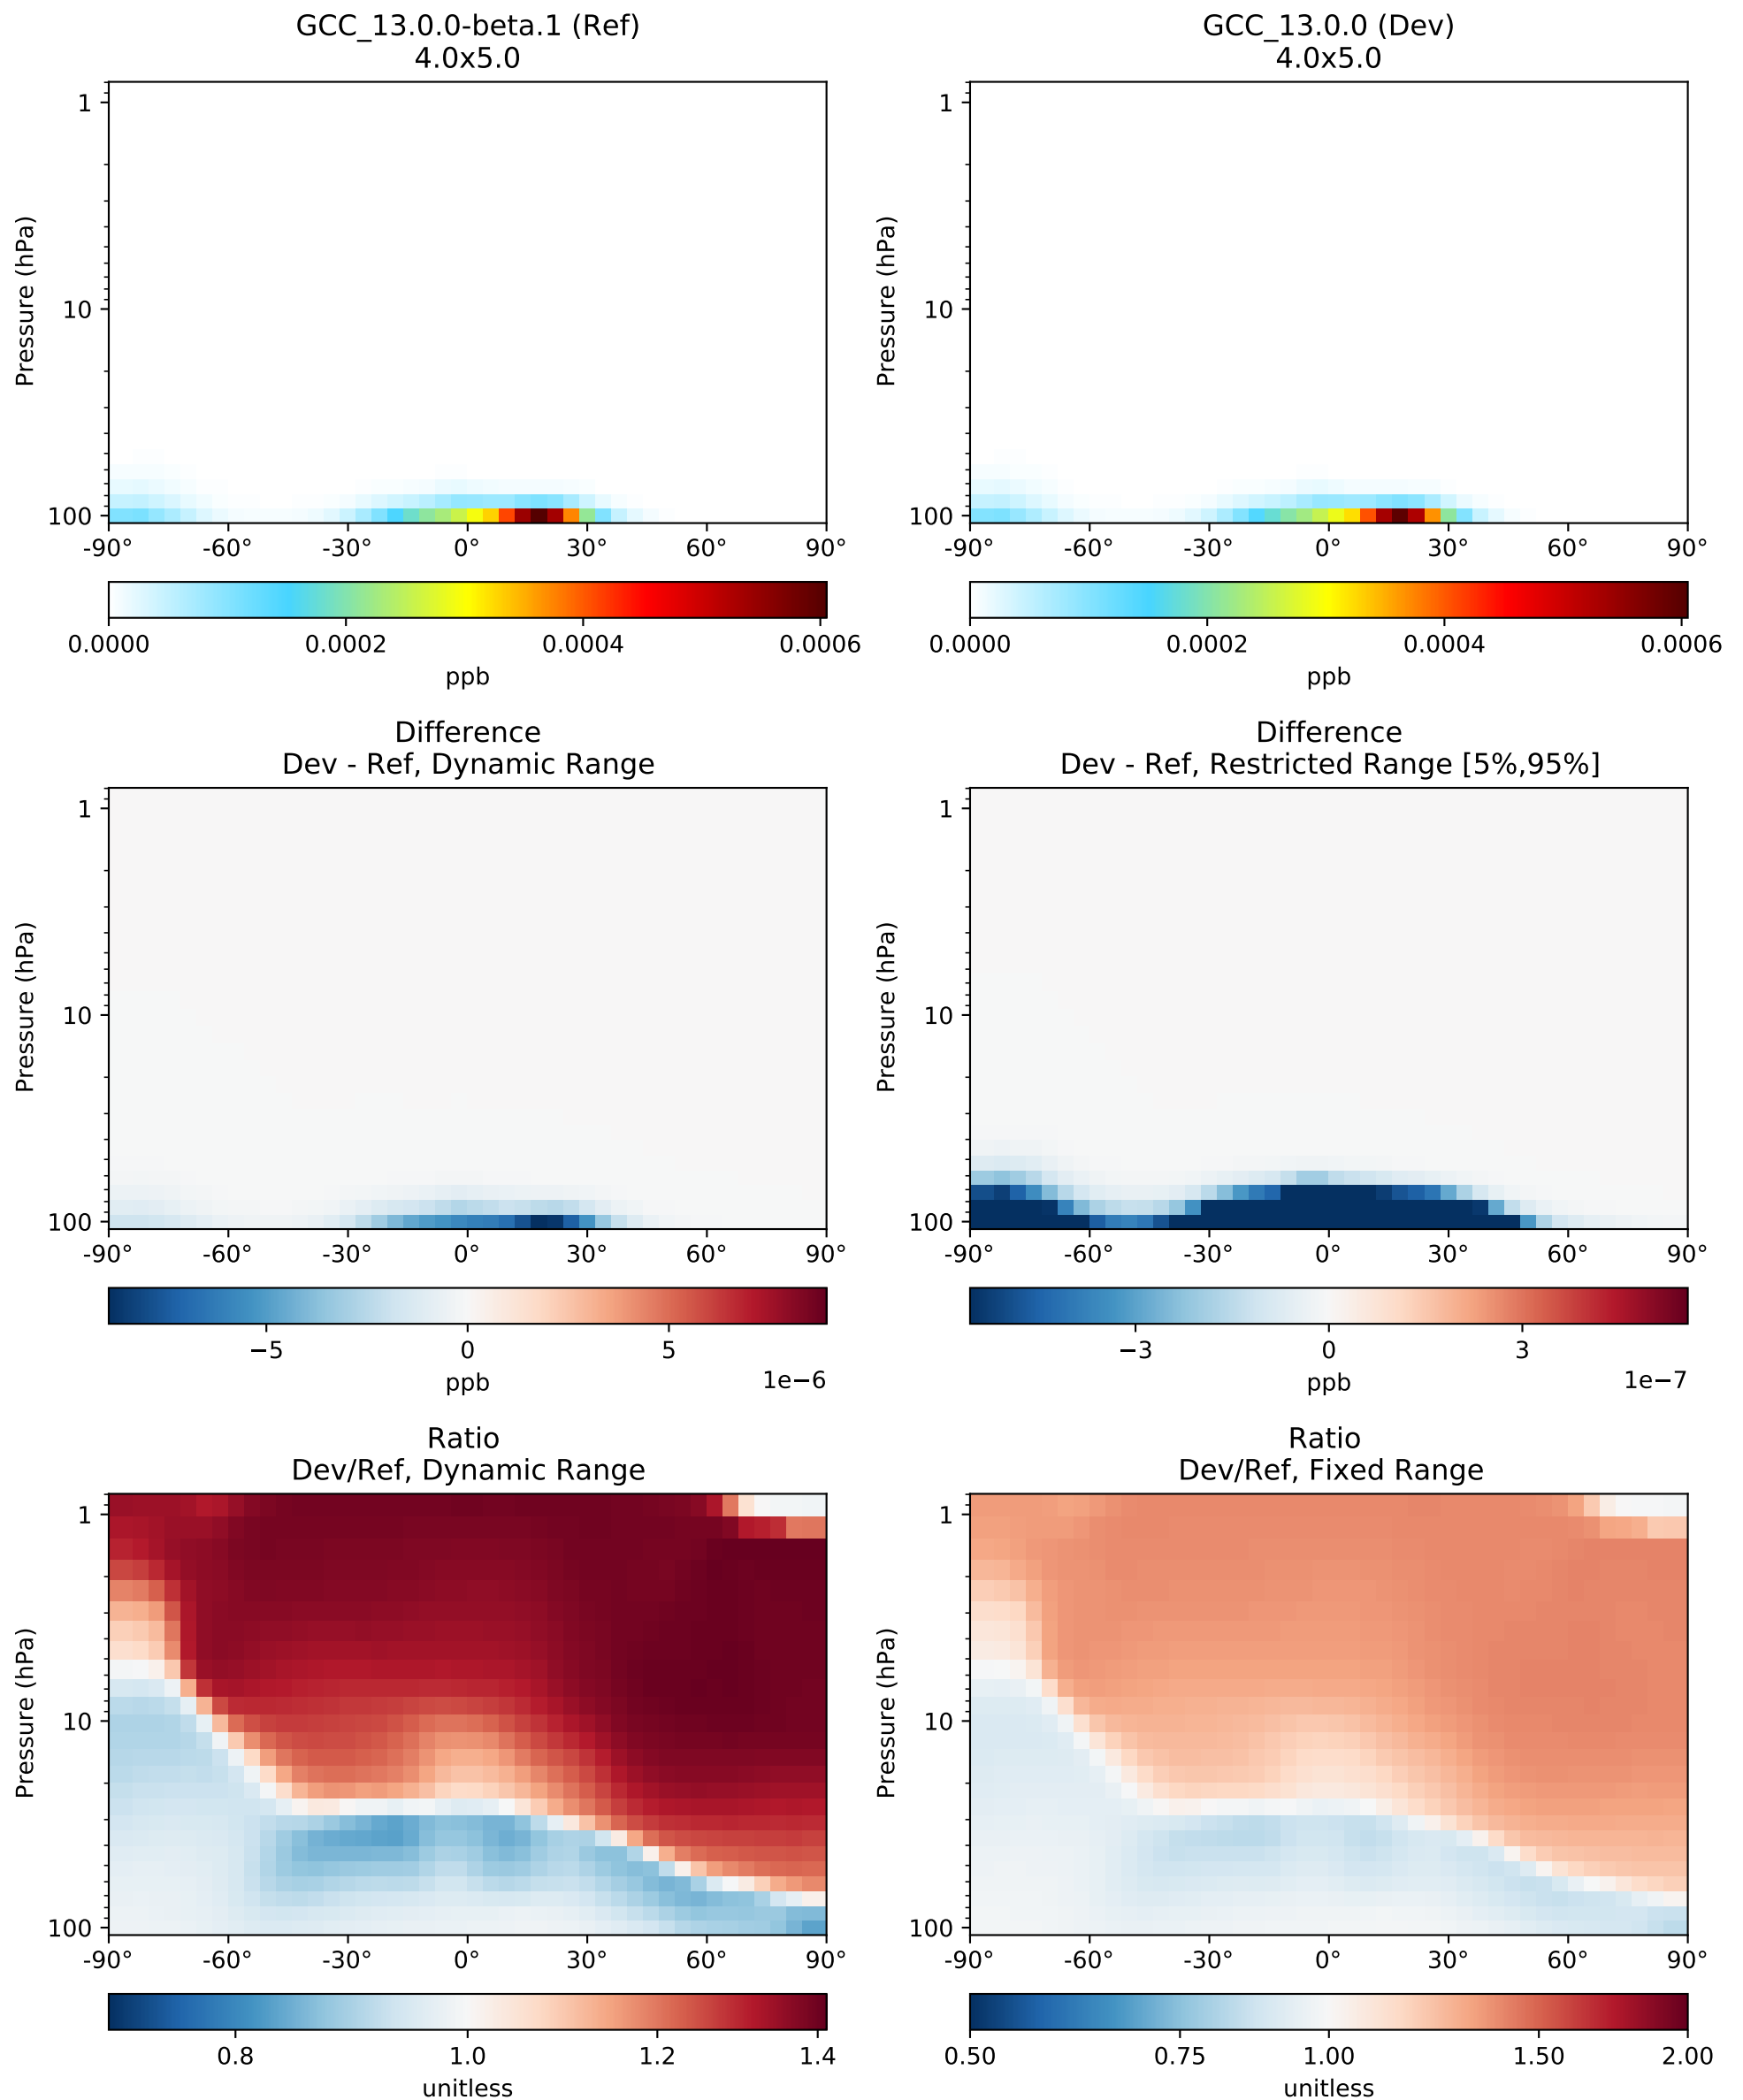 GCC_13.0.0-beta.1 (Ref)
4.0x5.0
Pressure (hPa)
1
10
100
-90° -60° -30° 0° 30° 60° 90°
0.0000 0.0002 0.0004 0.0006
ppb
GCC_13.0.0 (Dev)
4.0x5.0
Pressure (hPa)
1
10
100
-90° -60° -30° 0° 30° 60° 90°
0.0000 0.0002 0.0004 0.0006
ppb
Difference
Dev - Ref, Dynamic Range
Pressure (hPa)
1
10
100
-90° -60° -30° 0° 30° 60° 90°
−5 0 5
ppb
1e−6
Difference
Dev - Ref, Restricted Range [5%,95%]
Pressure (hPa)
1
10
100
-90° -60° -30° 0° 30° 60° 90°
−3 0 3
ppb
1e−7
Ratio
Dev/Ref, Dynamic Range
Pressure (hPa)
1
10
100
-90° -60° -30° 0° 30° 60° 90°
0.8 1.0 1.2 1.4
unitless
Ratio
Dev/Ref, Fixed Range
Pressure (hPa)
1
10
100
-90° -60° -30° 0° 30° 60° 90°
0.50 0.75 1.00 1.50 2.00
unitless